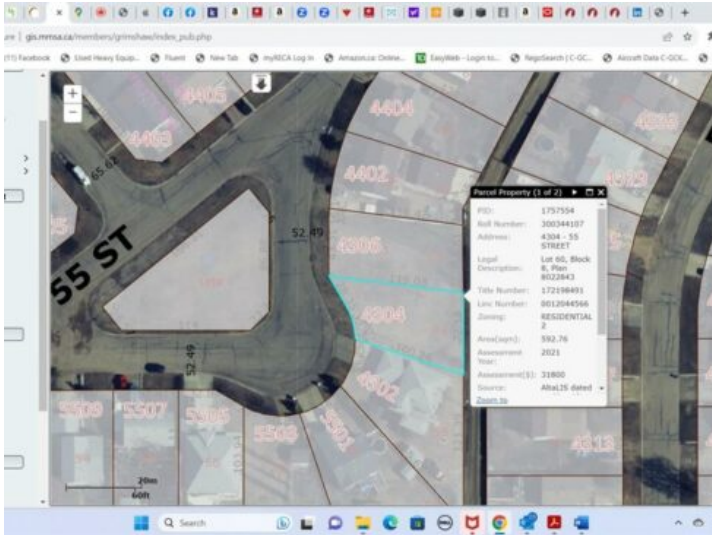 gis.mmsa.ca/members/grimshaw/index_pub.php
(11) Facebook
Used Heavy Equip...
Fluent
New Tab
myRECA Log In
Amazon.ca: Online...
EasyWeb - Login to...
RegoSearch | C-GC...
Aircraft Data C-GCX...
+
−
4405
4403
65.62
55 ST
52.49
52.49
4404
4402
4306
4304
4302
5509
5507
5505
5503
5501
4313
20m
60ft
Parcel Property (1 of 2)
PID: 1757554
Roll Number: 300344107
Address: 4304 - 55
STREET
Legal Lot 60, Block
Description: 8, Plan
8022843
Title Number: 172198491
Linc Number: 0012044566
Zoning: RESIDENTIAL
2
Area(sqm): 592.76
Assessment 2021
Year:
Assessment($): 31800
Source: AltaLIS dated
Zoom to
Search